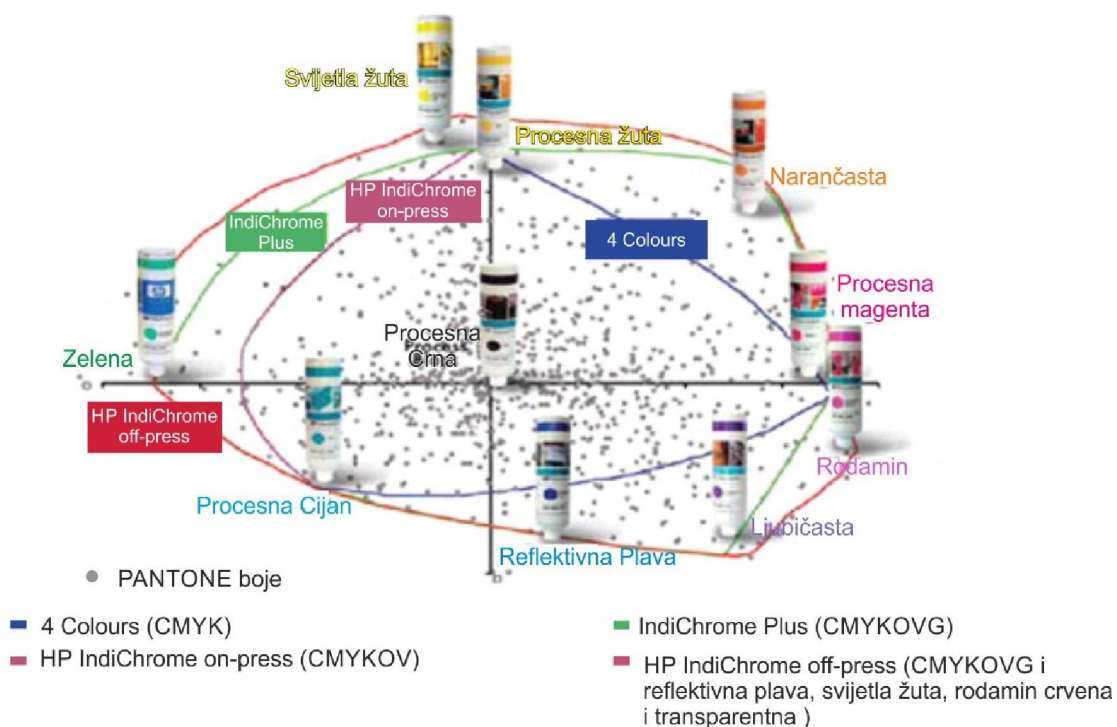 Svijetla žuta
Procesna žuta
Narančasta
HP IndiChrome
on-press
IndiChrome
Plus
4 Colours
Procesna
magenta
Procesna
Crna
Zelena
HP IndiChrome
off-press
Rodamin
Procesna Cijan
Ljubičasta
Reflektivna Plava
PANTONE boje
4 Colours (CMYK)
HP IndiChrome on-press (CMYKOV)
IndiChrome Plus (CMYKOVG)
HP IndiChrome off-press (CMYKOVG i
reflektivna plava, svijetla žuta, rodamin crvena
i transparentna )